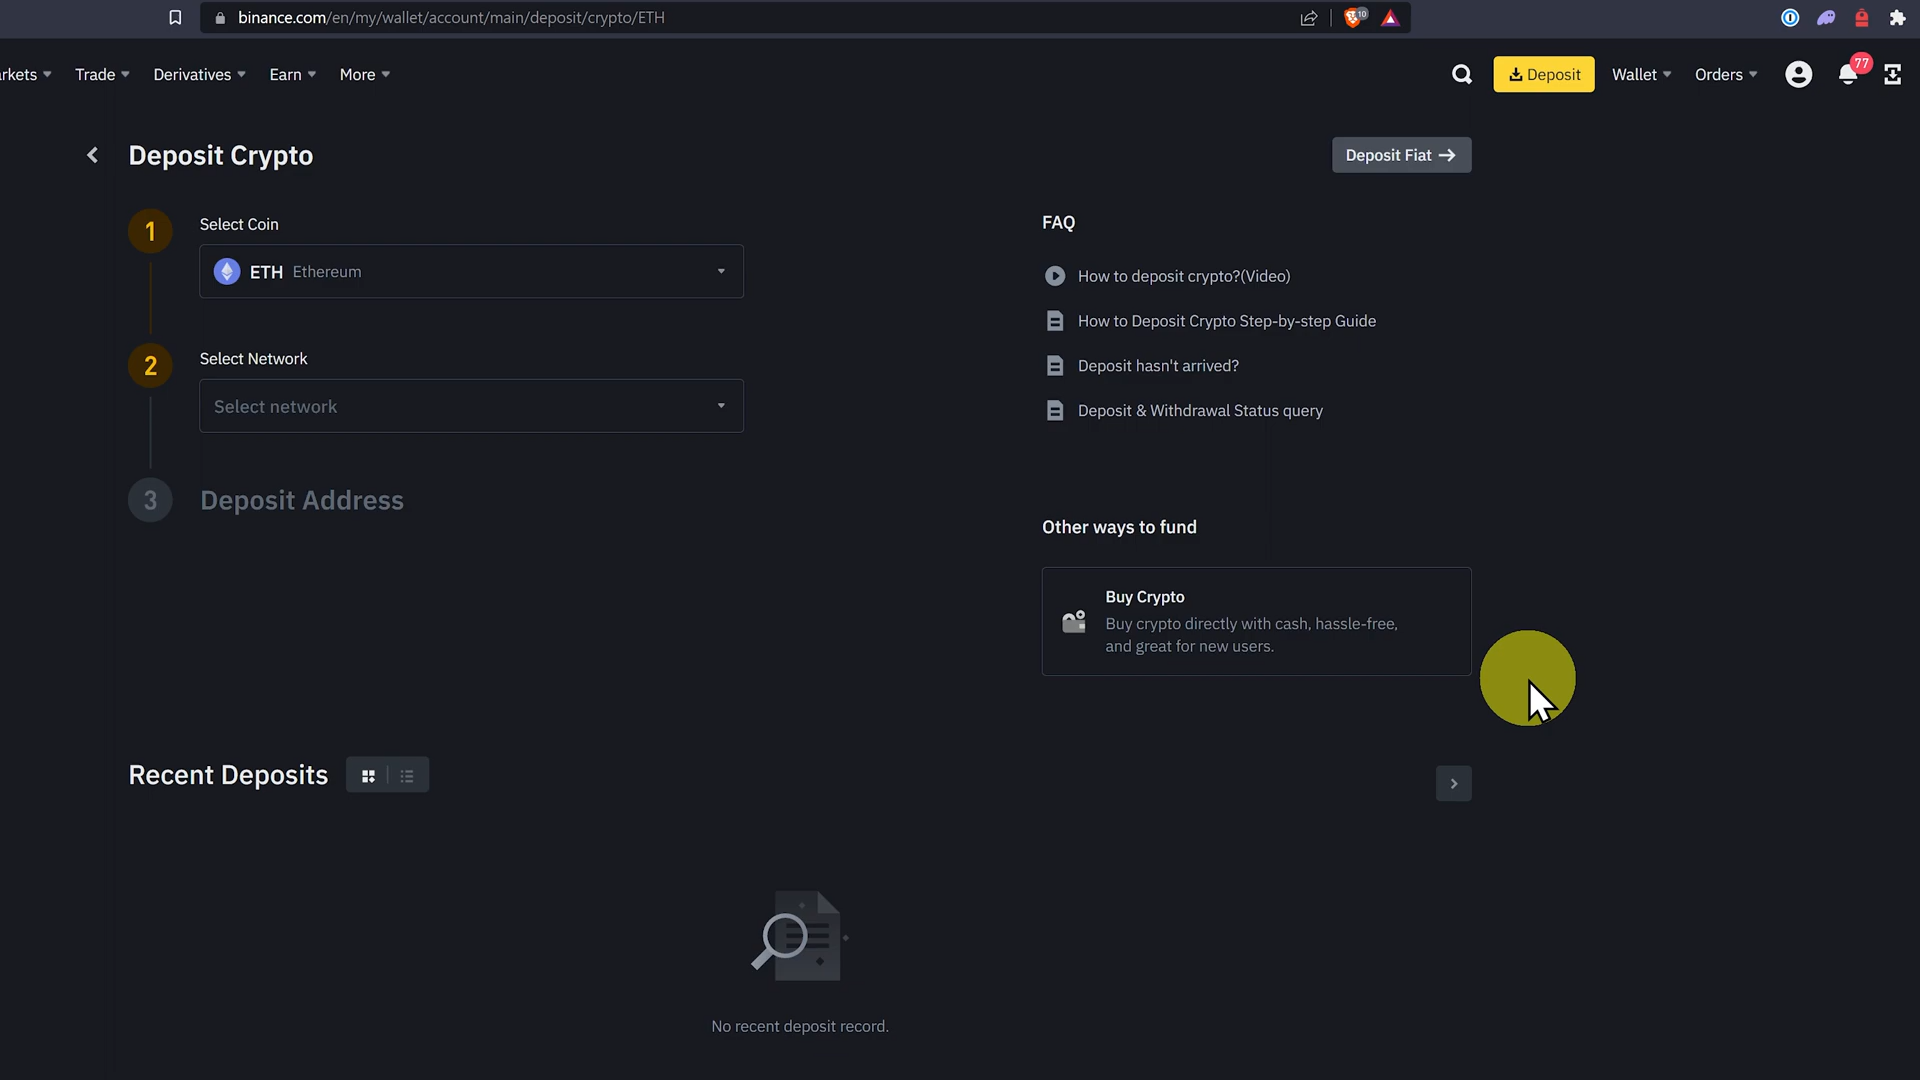 binance.com/en/my/wallet/account/main/deposit/crypto/ETH
10
rkets Trade Derivatives Earn More Deposit Wallet Orders 77
Deposit Crypto
Deposit Fiat
1 Select Coin
ETH Ethereum
2 Select Network
Select network
3 Deposit Address
FAQ
How to deposit crypto?(Video)
How to Deposit Crypto Step-by-step Guide
Deposit hasn't arrived?
Deposit & Withdrawal Status query
Other ways to fund
Buy Crypto
Buy crypto directly with cash, hassle-free,
and great for new users.
Recent Deposits
No recent deposit record.